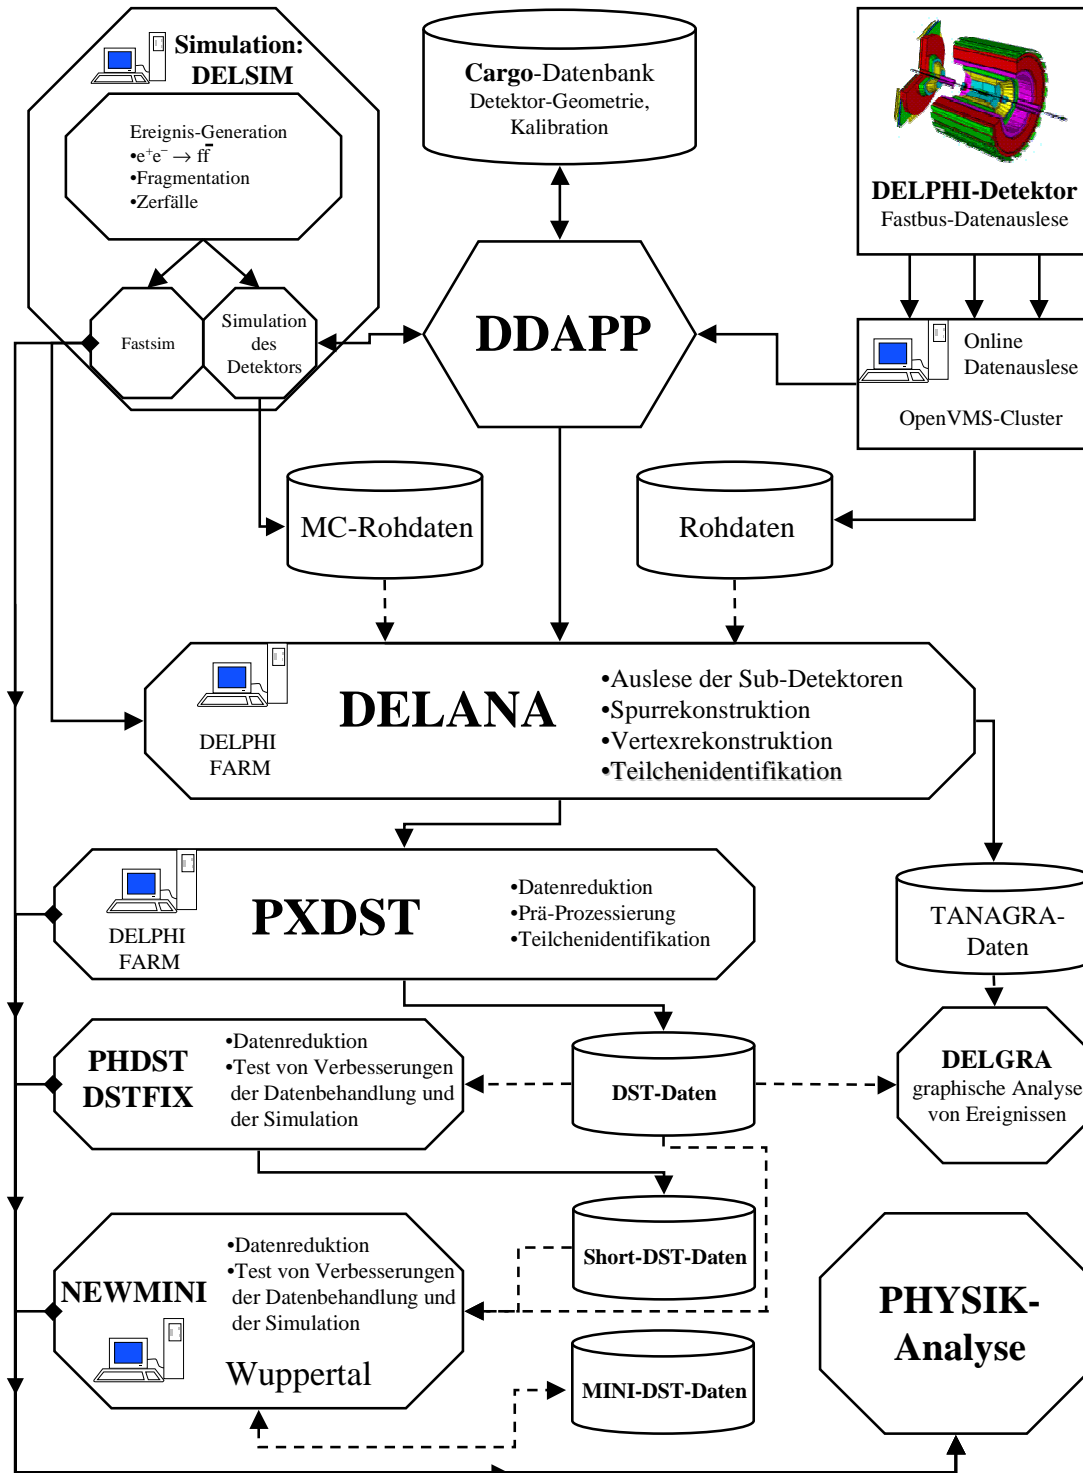 Simulation:
DELSIM
Ereignis-Generation
•e⁺e⁻ → ff̄
•Fragmentation
•Zerfälle
Fastsim
Simulation
des
Detektors
Cargo-Datenbank
Detektor-Geometrie,
Kalibration
DELPHI-Detektor
Fastbus-Datenauslese
DDAPP
Online
Datenauslese
OpenVMS-Cluster
MC-Rohdaten
Rohdaten
DELPHI
FARM
DELANA
•Auslese der Sub-Detektoren
•Spurrekonstruktion
•Vertexrekonstruktion
•Teilchenidentifikation
DELPHI
FARM
PXDST
•Datenreduktion
•Prä-Prozessierung
•Teilchenidentifikation
TANAGRA-
Daten
PHDST
DSTFIX
•Datenreduktion
•Test von Verbesserungen
der Datenbehandlung und
der Simulation
DST-Daten
DELGRA
graphische Analyse
von Ereignissen
Short-DST-Daten
NEWMINI
•Datenreduktion
•Test von Verbesserungen
der Datenbehandlung und
der Simulation
Wuppertal
MINI-DST-Daten
PHYSIK-
Analyse